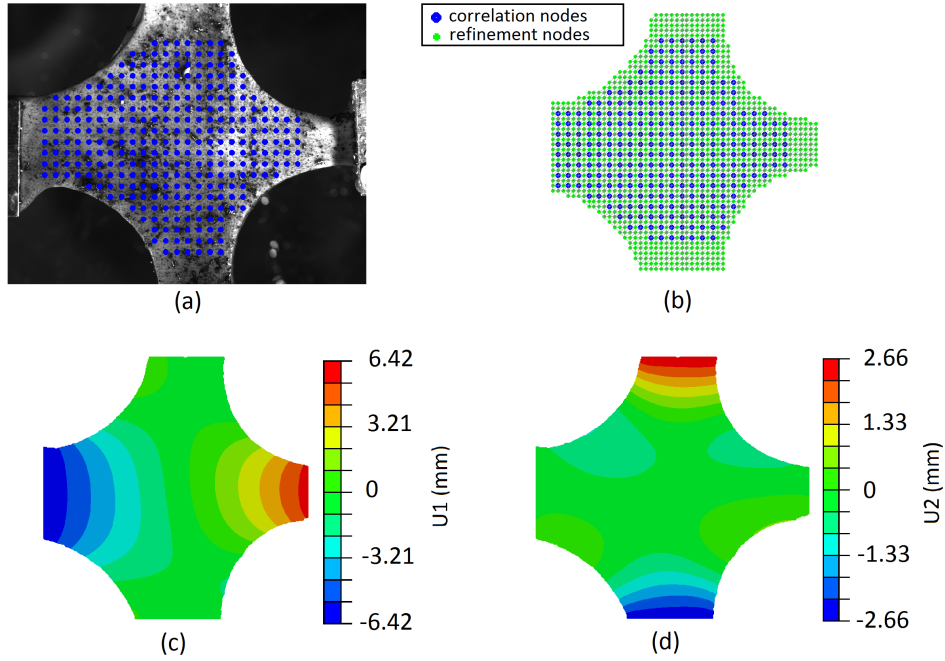 correlation nodes
refinement nodes
(a)
(b)
6.42
3.21
0
-3.21
-6.42
U1 (mm)
(c)
2.66
1.33
0
-1.33
-2.66
U2 (mm)
(d)